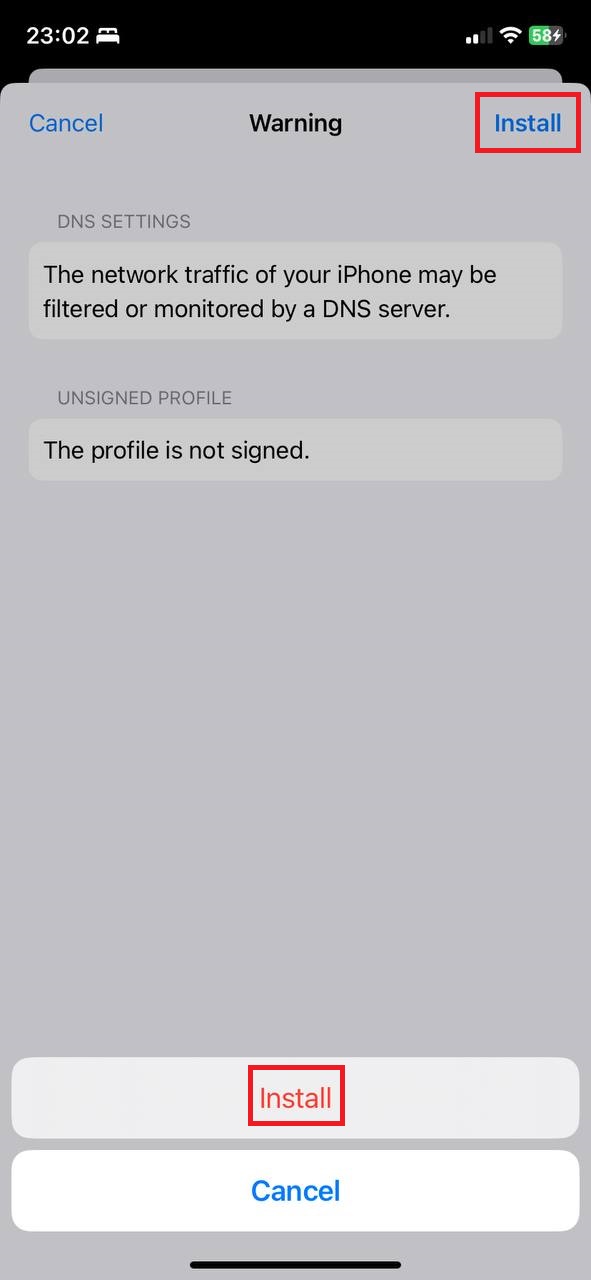 23:02
58
Cancel
Warning
Install
DNS SETTINGS
The network traffic of your iPhone may be
filtered or monitored by a DNS server.
UNSIGNED PROFILE
The profile is not signed.
Install
Cancel